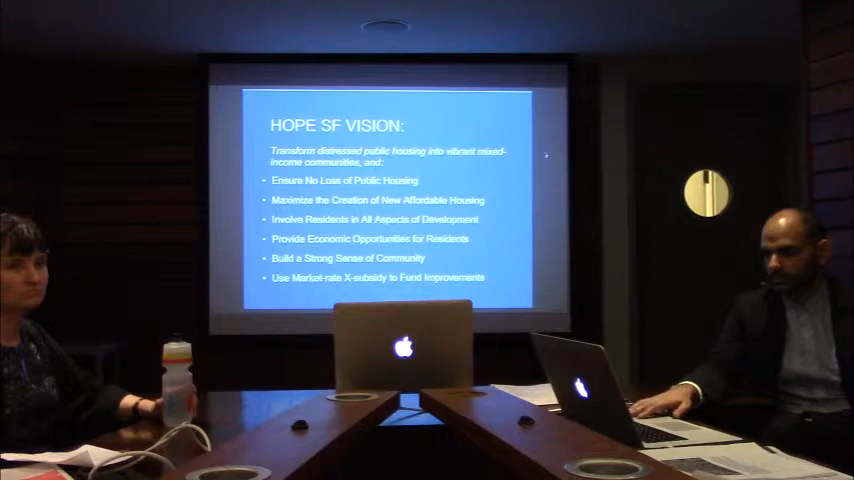 HOPE SF VISION:
Transform distressed public housing into vibrant mixed-
income communities, and:
• Ensure No Loss of Public Housing
• Maximize the Creation of New Affordable Housing
• Involve Residents in All Aspects of Development
• Provide Economic Opportunities for Residents
• Build a Strong Sense of Community
• Use Market-rate X-subsidy to Fund Improvements